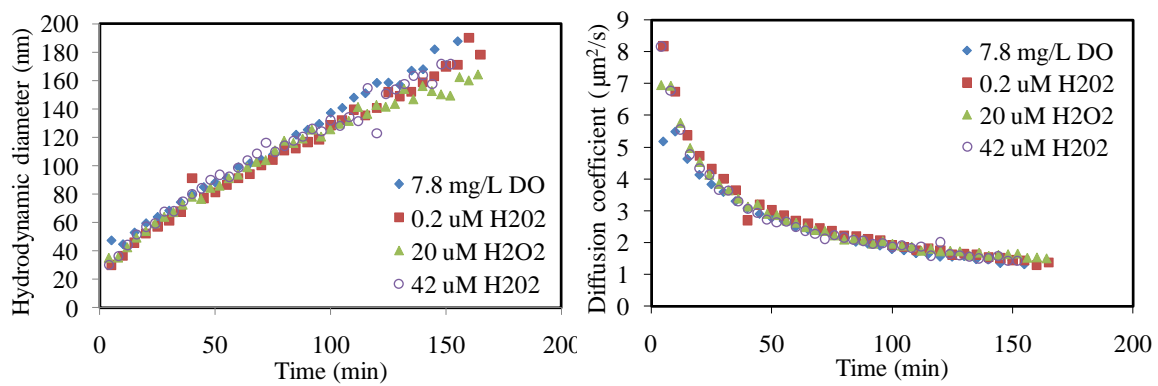 Hydrodynamic diameter (nm)
200
180
160
140
120
100
80
60
40
20
0
0
50
100
150
200
Time (min)
7.8 mg/L DO
0.2 uM H202
20 uM H2O2
42 uM H202
Diffusion coefficient (µm²/s)
9
8
7
6
5
4
3
2
1
0
0
50
100
150
200
Time (min)
7.8 mg/L DO
0.2 uM H202
20 uM H2O2
42 uM H202